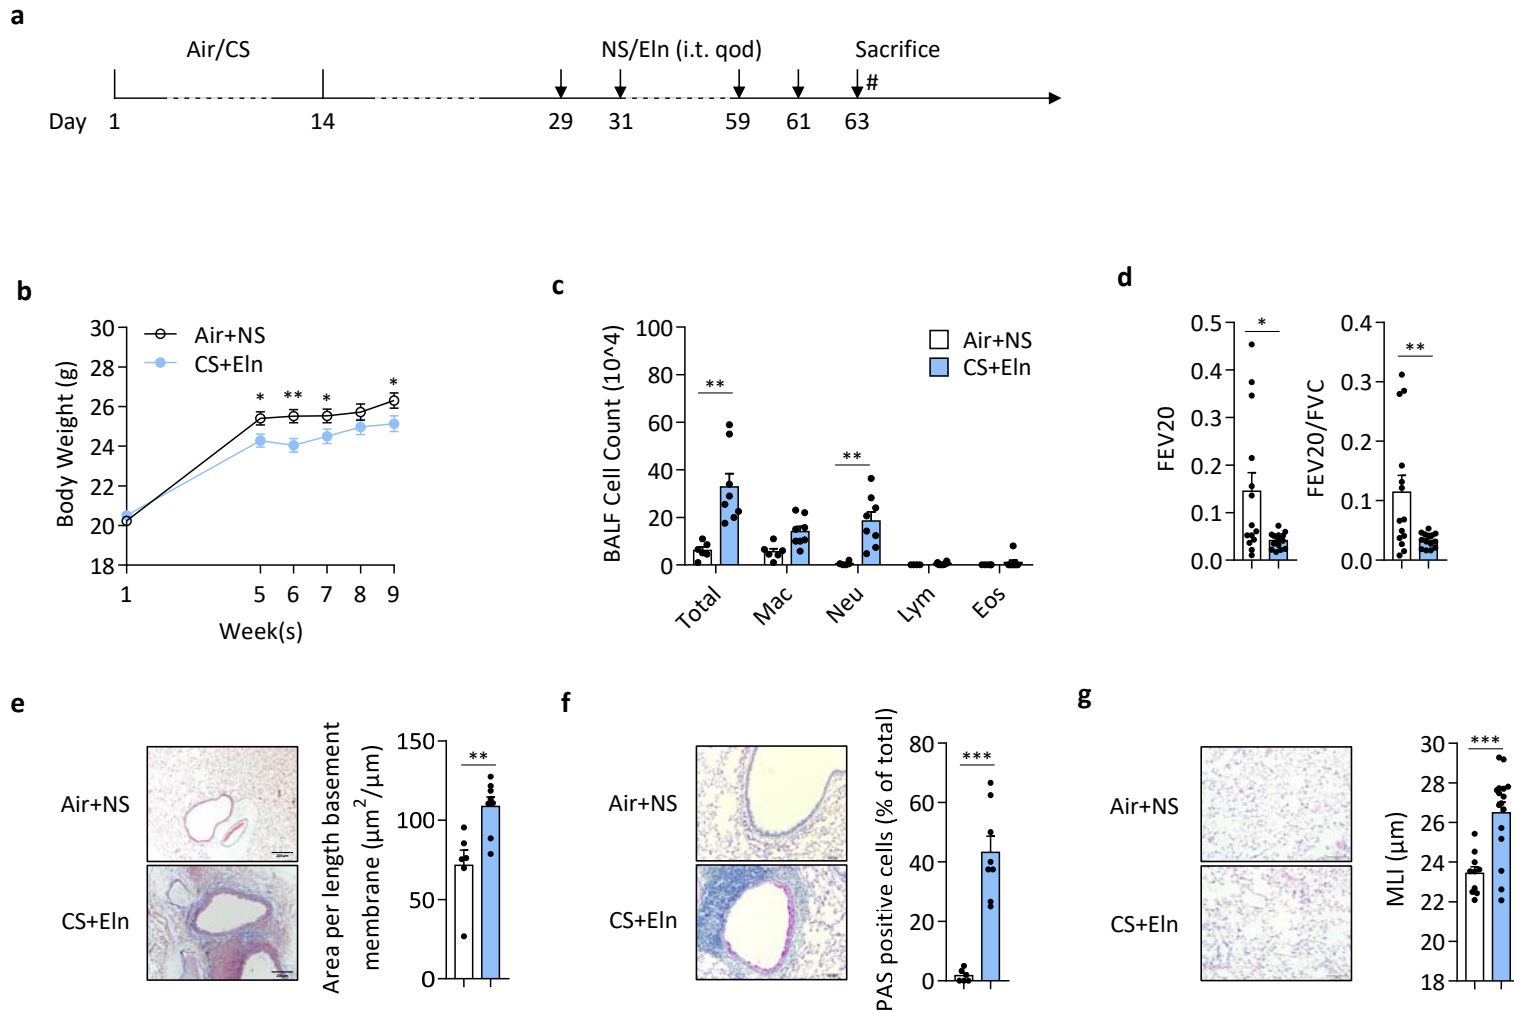 a
Air/CS
NS/Eln (i.t. qod)
Sacrifice
#
Day 1 14 29 31 59 61 63
b
30
28
26
24
22
20
18
Body Weight (g)
Air+NS
CS+Eln
* ** * *
1 5 6 7 8 9
Week(s)
c
100
80
60
40
20
0
BALF Cell Count (10^4)
Air+NS
CS+Eln
**
**
Total Mac Neu Lym Eos
d
0.5
0.4
0.3
0.2
0.1
0.0
FEV20
*
0.4
0.3
0.2
0.1
0.0
FEV20/FVC
**
e
Air+NS
CS+Eln
Area per length basement
membrane (µm²/µm)
150
100
50
0
**
f
Air+NS
CS+Eln
PAS positive cells (% of total)
80
60
40
20
0
***
g
Air+NS
CS+Eln
MLI (µm)
30
28
26
24
22
20
18
***